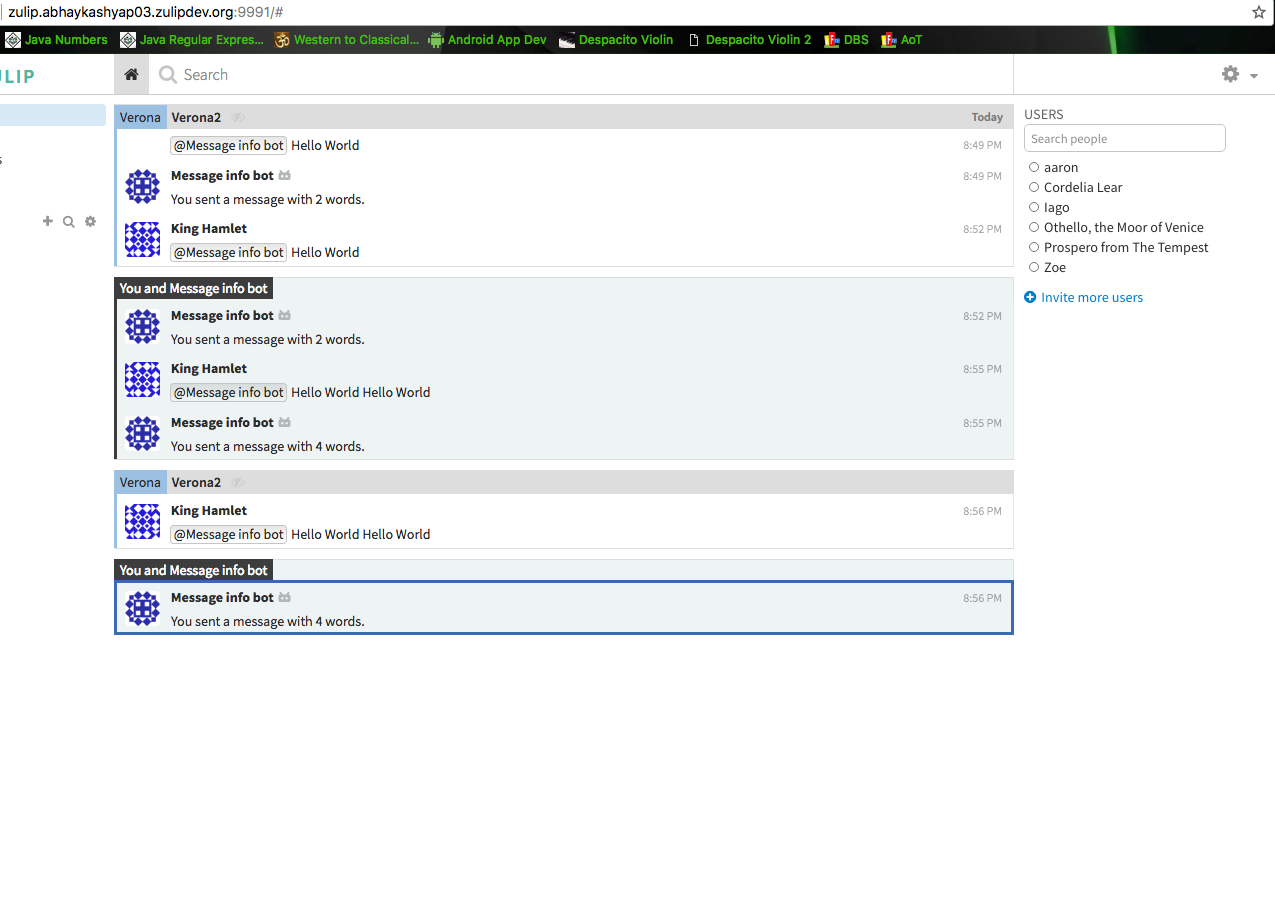 zulip.abhaykashyap03.zulipdev.org:9991/#
Java Numbers Java Regular Expres... Western to Classical... Android App Dev Despacito Violin Despacito Violin 2 DBS AoT
ULIP
Search
Verona Verona2 Today
@Message info bot Hello World 8:49 PM
Message info bot 8:49 PM
You sent a message with 2 words.
King Hamlet 8:52 PM
@Message info bot Hello World
You and Message info bot
Message info bot 8:52 PM
You sent a message with 2 words.
King Hamlet 8:55 PM
@Message info bot Hello World Hello World
Message info bot 8:55 PM
You sent a message with 4 words.
Verona Verona2
King Hamlet 8:56 PM
@Message info bot Hello World Hello World
You and Message info bot
Message info bot 8:56 PM
You sent a message with 4 words.
USERS
Search people
aaron
Cordelia Lear
Iago
Othello, the Moor of Venice
Prospero from The Tempest
Zoe
Invite more users